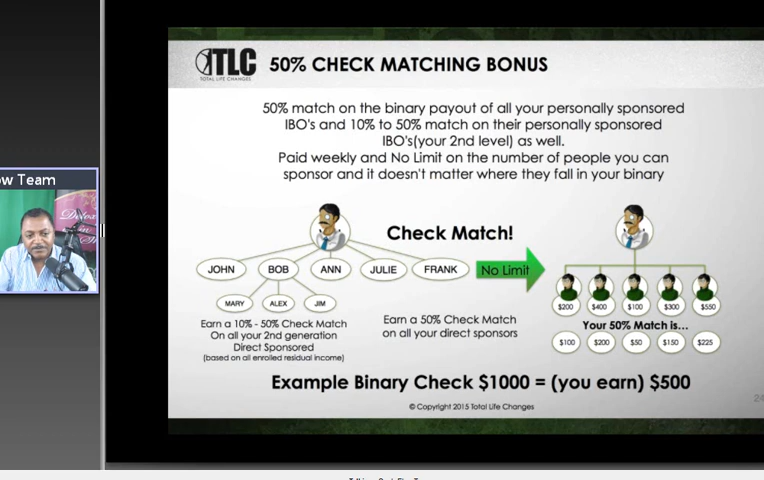 ow Team
Detox
TLC
TOTAL LIFE CHANGES
50% CHECK MATCHING BONUS
50% match on the binary payout of all your personally sponsored
IBO's and 10% to 50% match on their personally sponsored
IBO's(your 2nd level) as well.
Paid weekly and No Limit on the number of people you can
sponsor and it doesn't matter where they fall in your binary
Check Match!
JOHN BOB ANN JULIE FRANK
No Limit
MARY ALEX JIM
Earn a 10% - 50% Check Match
On all your 2nd generation
Direct Sponsored
(based on all enrolled residual income)
Earn a 50% Check Match
on all your direct sponsors
$200 $400 $100 $300 $550
Your 50% Match is...
$100 $200 $50 $150 $225
Example Binary Check $1000 = (you earn) $500
© Copyright 2015 Total Life Changes